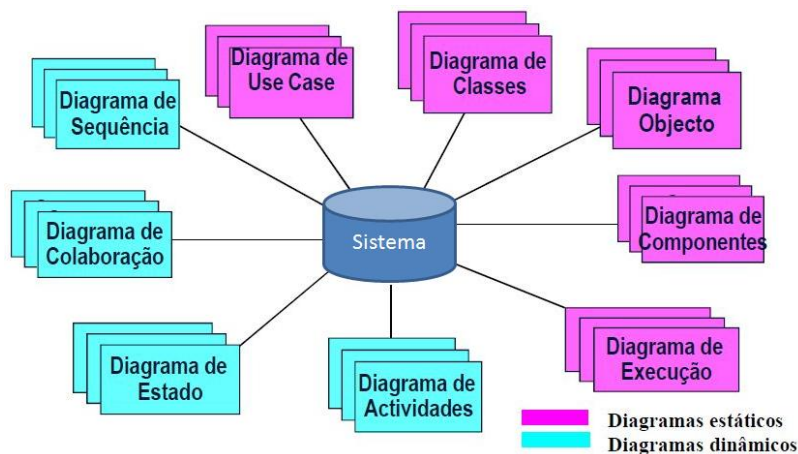 Diagrama de
Use Case
Diagrama de
Classes
Diagrama de
Sequência
Diagrama
Objecto
Diagrama de
Colaboração
Sistema
Diagrama de
Componentes
Diagrama de
Estado
Diagrama de
Actividades
Diagrama de
Execução
Diagramas estáticos
Diagramas dinâmicos